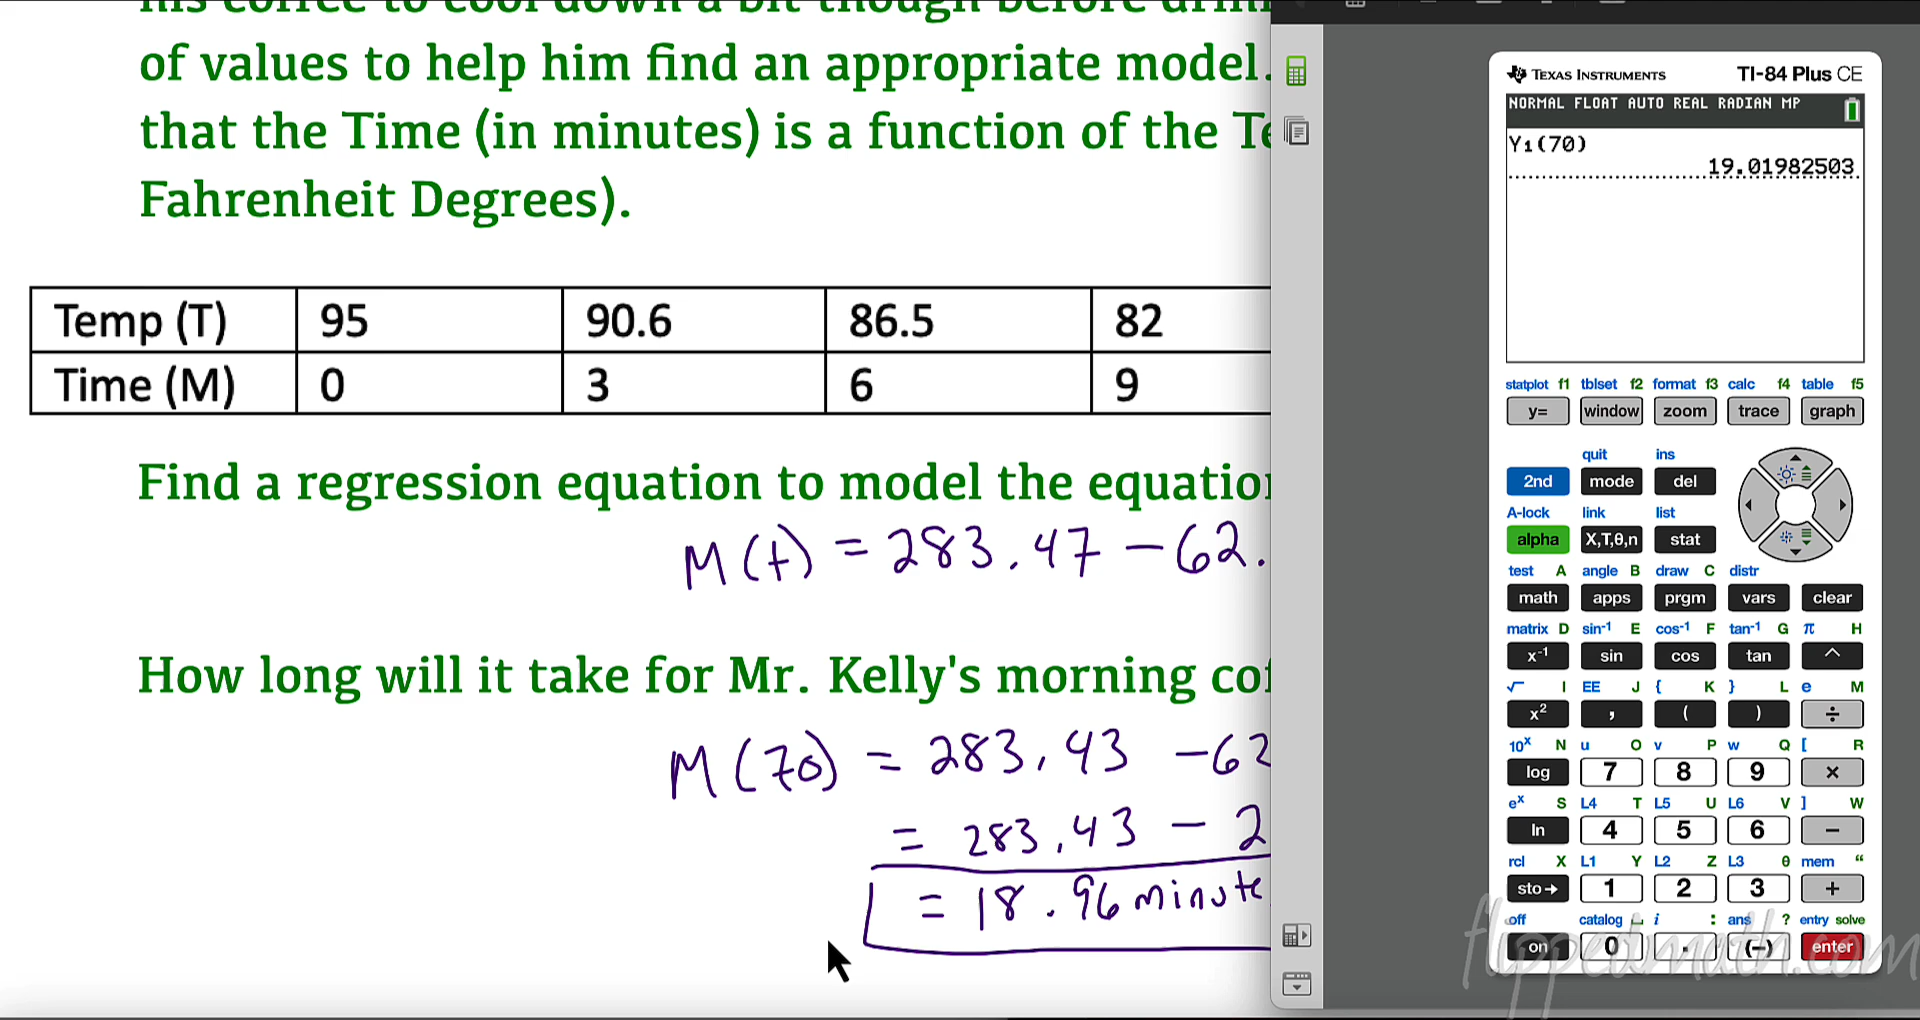 of values to help him find an appropriate model.
that the Time (in minutes) is a function of the Te
Fahrenheit Degrees).
Temp (T) 95 90.6 86.5 82
Time (M) 0 3 6 9
Find a regression equation to model the equation
M(t) = 283.47 - 62.
How long will it take for Mr. Kelly's morning cof
M(70) = 283.43 - 62
= 283.43 - 2
= 18.96 minute
TEXAS INSTRUMENTS TI-84 Plus CE
NORMAL FLOAT AUTO REAL RADIAN MP
Y₁(70)
19.01982503
statplot f1 tblset f2 format f3 calc f4 table f5
y= window zoom trace graph
quit ins
2nd mode del
A-lock link list
alpha X,T,θ,n stat
test A angle B draw C distr
math apps prgm vars clear
matrix D sin-1 E cos-1 F tan-1 G π H
x-1 sin cos tan ^
√ I EE J { K } L e M
x² , ( ) ÷
10x N u O v P w Q [ R
log 7 8 9 ×
ex S L4 T L5 U L6 V ] W
ln 4 5 6 −
rcl X L1 Y L2 Z L3 θ mem “
sto→ 1 2 3 +
off catalog i : ans ? entry solve
on 0 . (−) enter
flippedmath.com